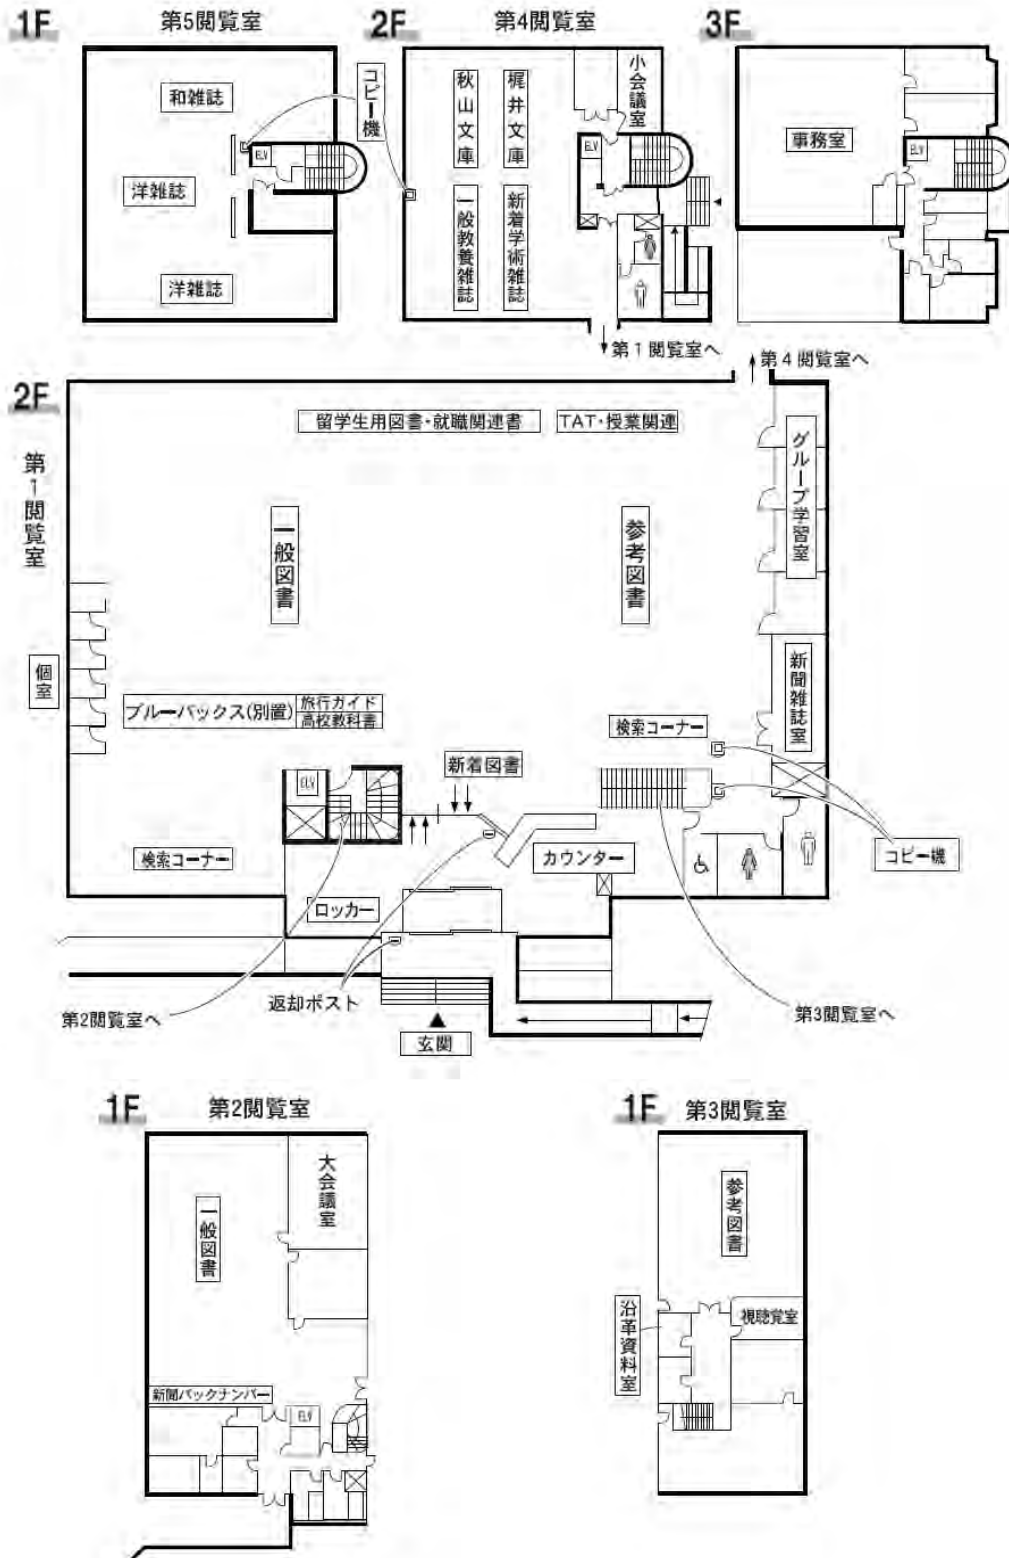 1F
第5閲覧室
和雑誌
ELV
洋雑誌
洋雑誌
コピー機
2F
第4閲覧室
秋山文庫
梶井文庫
小会議室
ELV
一般教養雑誌
新着学術雑誌
第1閲覧室へ
3F
事務室
ELV
第4閲覧室へ
2F
第1閲覧室
留学生用図書・就職関連書
TAT・授業関連
グループ学習室
一般図書
参考図書
個室
新聞雑誌室
ブルーバックス(別置)
旅行ガイド
高校教科書
検索コーナー
新着図書
ELV
検索コーナー
カウンター
コピー機
ロッカー
第2閲覧室へ
返却ポスト
第3閲覧室へ
玄関
1F
第2閲覧室
大会議室
一般図書
新聞バックナンバー
ELV
1F
第3閲覧室
参考図書
沿革資料室
視聴覚室